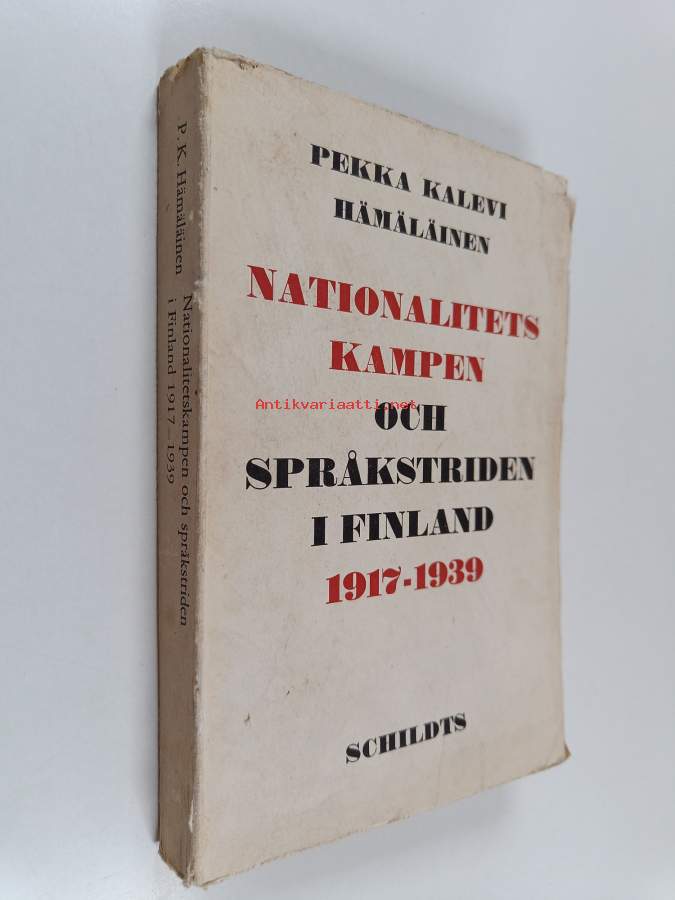 PEKKA KALEVI
HÄMÄLÄINEN
NATIONALITETS
KAMPEN
OCH
SPRÅKSTRIDEN
I FINLAND
1917-1939
SCHILDTS
P. K. Hämäläinen Nationalitetskampen och språkstriden
i Finland 1917–1939
Antikvariaatti.net